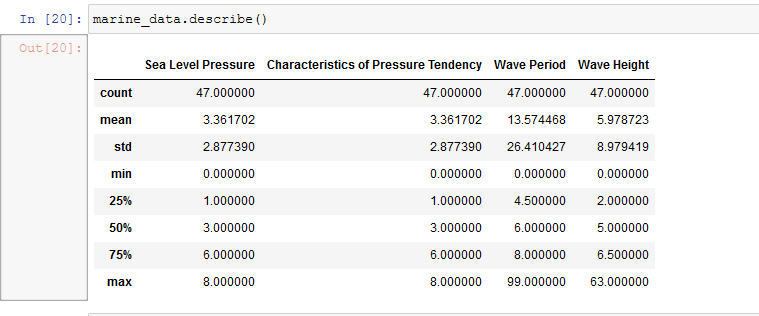 In [20]: marine_data.describe()
Out[20]:
Sea Level Pressure Characteristics of Pressure Tendency Wave Period Wave Height
count 47.000000 47.000000 47.000000 47.000000
mean 3.361702 3.361702 13.574468 5.978723
std 2.877390 2.877390 26.410427 8.979419
min 0.000000 0.000000 0.000000 0.000000
25% 1.000000 1.000000 4.500000 2.000000
50% 3.000000 3.000000 6.000000 5.000000
75% 6.000000 6.000000 8.000000 6.500000
max 8.000000 8.000000 99.000000 63.000000